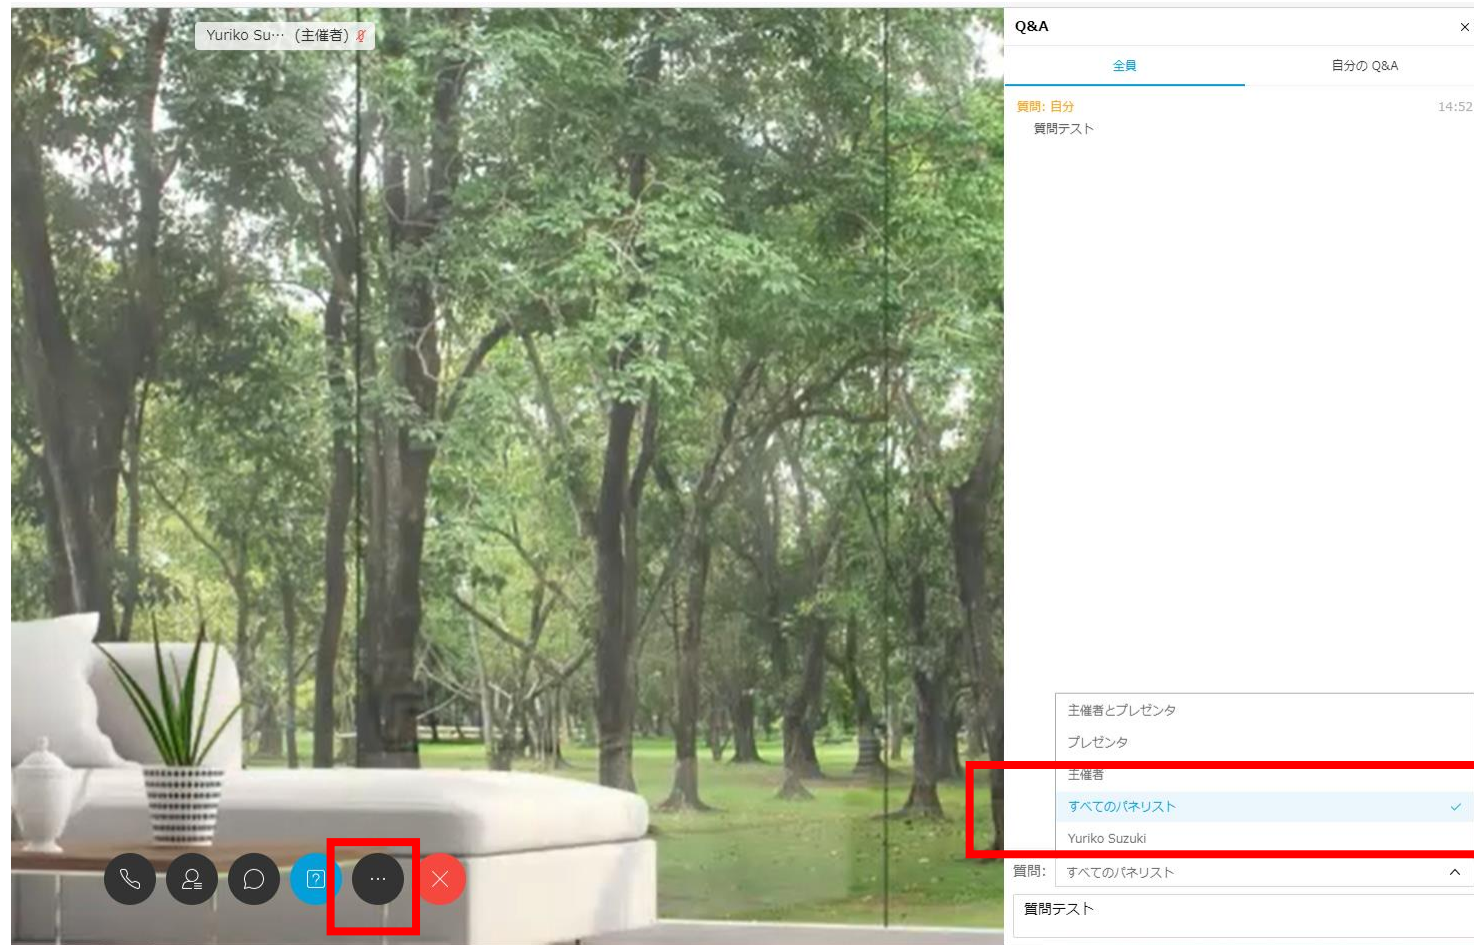 Yuriko Su… (主催者)
Q&A
全員
自分の Q&A
質問: 自分
14:52
質問テスト
主催者とプレゼンタ
プレゼンタ
主催者
すべてのパネリスト
Yuriko Suzuki
質問:
すべてのパネリスト
質問テスト